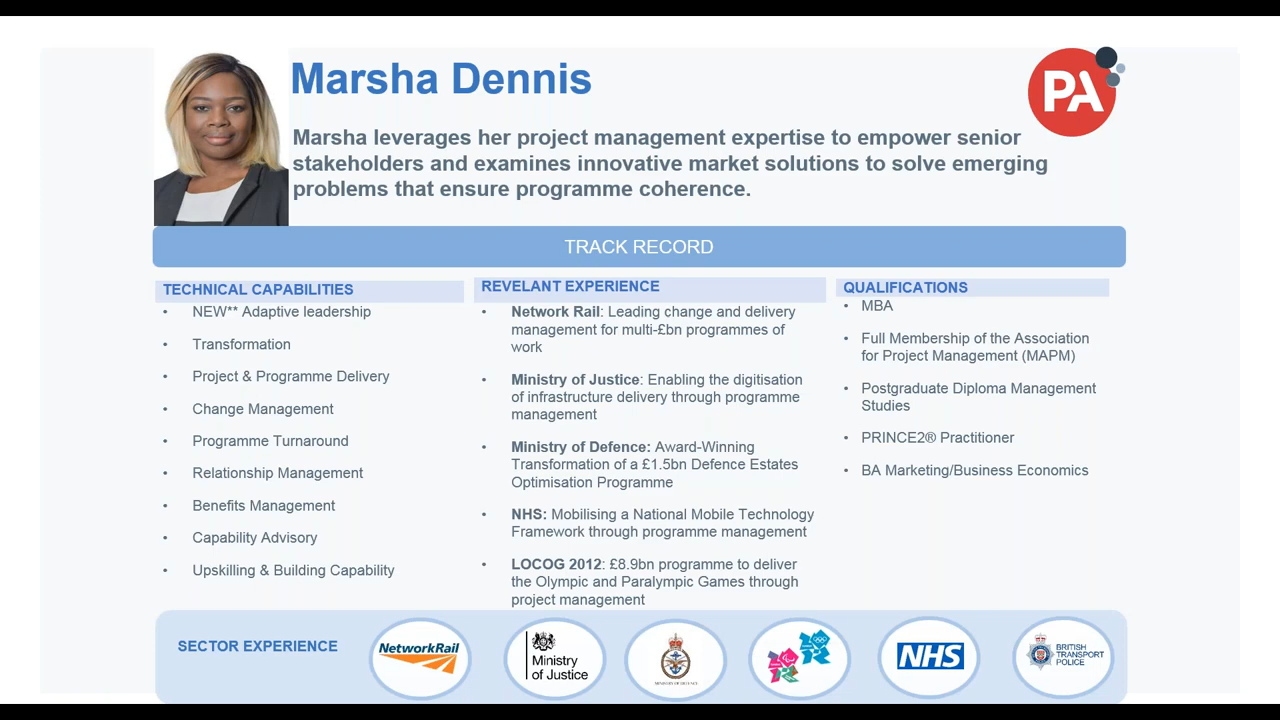 Marsha Dennis
PA
Marsha leverages her project management expertise to empower senior
stakeholders and examines innovative market solutions to solve emerging
problems that ensure programme coherence.
TRACK RECORD
TECHNICAL CAPABILITIES
• NEW** Adaptive leadership
• Transformation
• Project & Programme Delivery
• Change Management
• Programme Turnaround
• Relationship Management
• Benefits Management
• Capability Advisory
• Upskilling & Building Capability
REVELANT EXPERIENCE
• Network Rail: Leading change and delivery
management for multi-£bn programmes of
work
• Ministry of Justice: Enabling the digitisation
of infrastructure delivery through programme
management
• Ministry of Defence: Award-Winning
Transformation of a £1.5bn Defence Estates
Optimisation Programme
• NHS: Mobilising a National Mobile Technology
Framework through programme management
• LOCOG 2012: £8.9bn programme to deliver
the Olympic and Paralympic Games through
project management
QUALIFICATIONS
• MBA
• Full Membership of the Association
for Project Management (MAPM)
• Postgraduate Diploma Management
Studies
• PRINCE2® Practitioner
• BA Marketing/Business Economics
SECTOR EXPERIENCE
NetworkRail
Ministry
of Justice
MINISTRY OF DEFENCE
NHS
BRITISH
TRANSPORT
POLICE